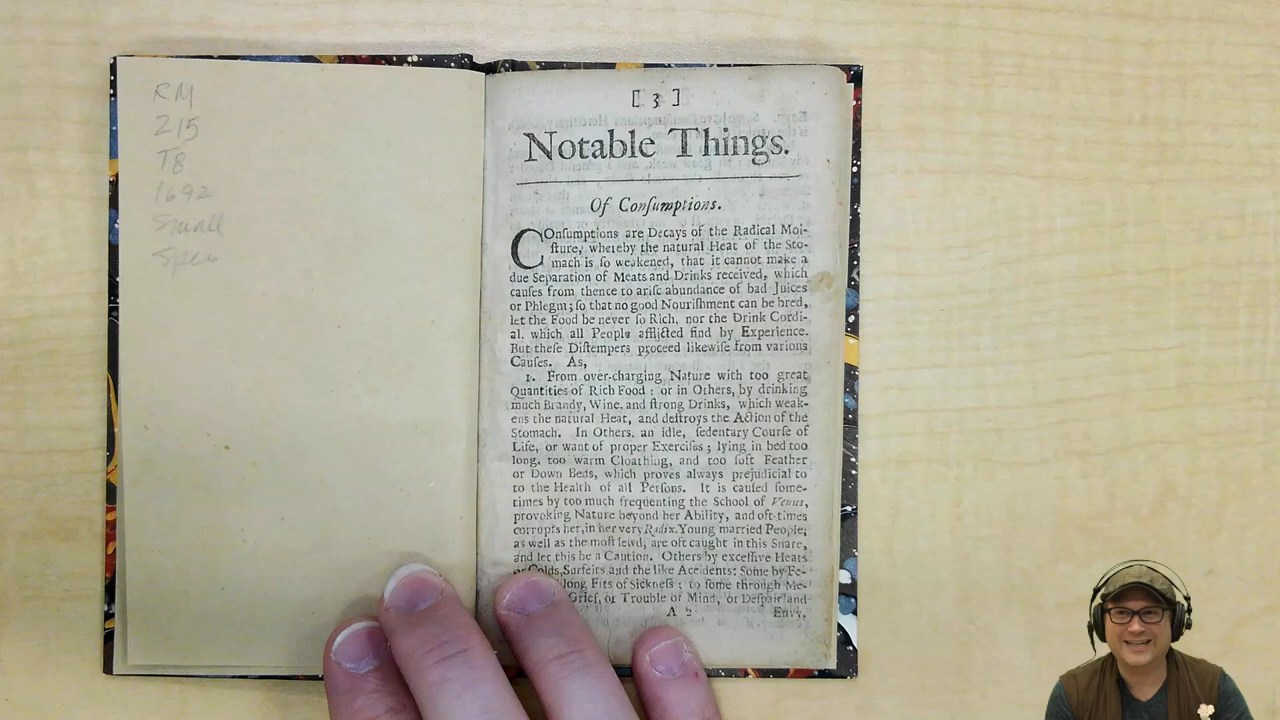 RM
215
T8
1692
Small
Spec
[ 3 ]
Notable Things.
Of Conſumptions.
COnſumptions are Decays of the Radical Moi-
ſture, whereby the natural Heat of the Sto-
mach is ſo weakened, that it cannot make a
due Separation of Meats and Drinks received, which
cauſes from thence to ariſe abundance of bad Juices
or Phlegm; ſo that no good Nouriſhment can be bred,
let the Food be never ſo Rich, nor the Drink Cordi-
al. which all People afflicted find by Experience.
But theſe Diſtempers proceed likewiſe from various
Cauſes. As,
1. From over-charging Nature with too great
Quantities of Rich Food : or in Others, by drinking
much Brandy, Wine, and ſtrong Drinks, which weak-
ens the natural Heat, and deſtroys the Action of the
Stomach. In Others, an idle, ſedentary Courſe of
Life, or want of proper Exerciſes ; lying in bed too
long, too warm Cloathing, and too ſoft Feather
or Down Beds, which proves always prejudicial to
to the Health of all Perſons. It is cauſed ſome-
times by too much frequenting the School of Venus,
provoking Nature beyond her Ability, and oft-times
corrupts her, in her very Radix. Young married People,
as well as the moſt lewd, are oft caught in this Snare,
and let this be a Caution. Others by exceſſive Heats
or Colds, Surfeits and the like Accidents: Some by Fe-
long Fits of Sickneſs : to ſome through Me-
Grief, or Trouble of Mind, or Deſpair and
A 2 Envy.